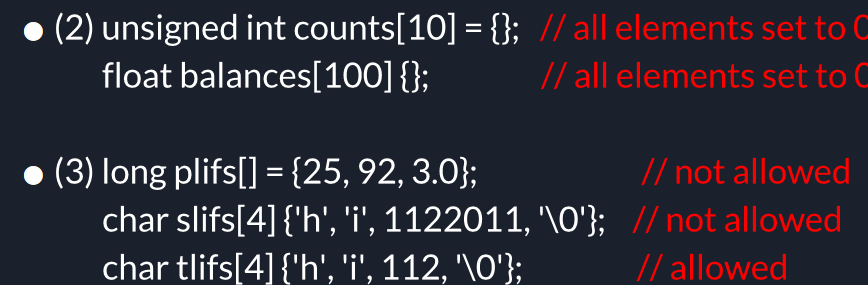 ● (2) unsigned int counts[10] = {}; // all elements set to 0
float balances[100] {}; // all elements set to 0
● (3) long plifs[] = {25, 92, 3.0}; // not allowed
char slifs[4] {'h', 'i', 1122011, '\0'}; // not allowed
char tlifs[4] {'h', 'i', 112, '\0'}; // allowed